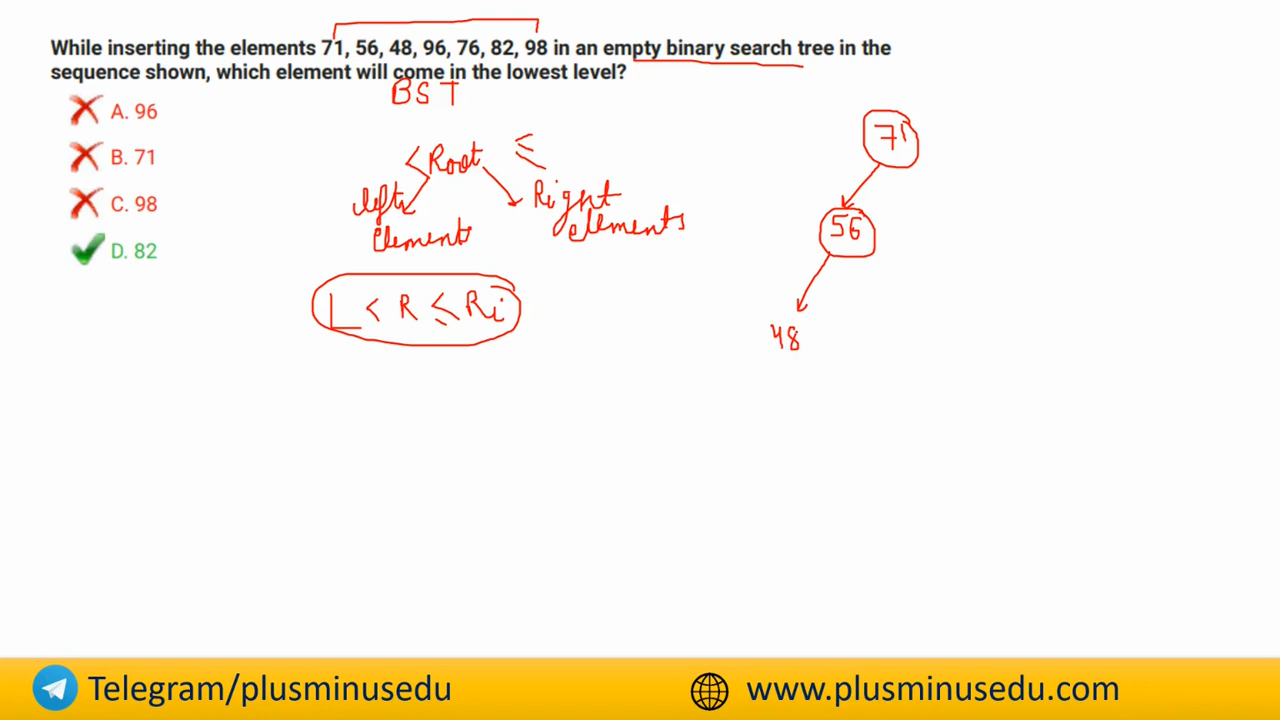 While inserting the elements 71, 56, 48, 96, 76, 82, 98 in an empty binary search tree in the
sequence shown, which element will come in the lowest level?
A. 96
B. 71
C. 98
D. 82
BST
< Root ≤
left
elements
Right
elements
L < R ≤ Ri
71
56
48
Telegram/plusminusedu
www.plusminusedu.com